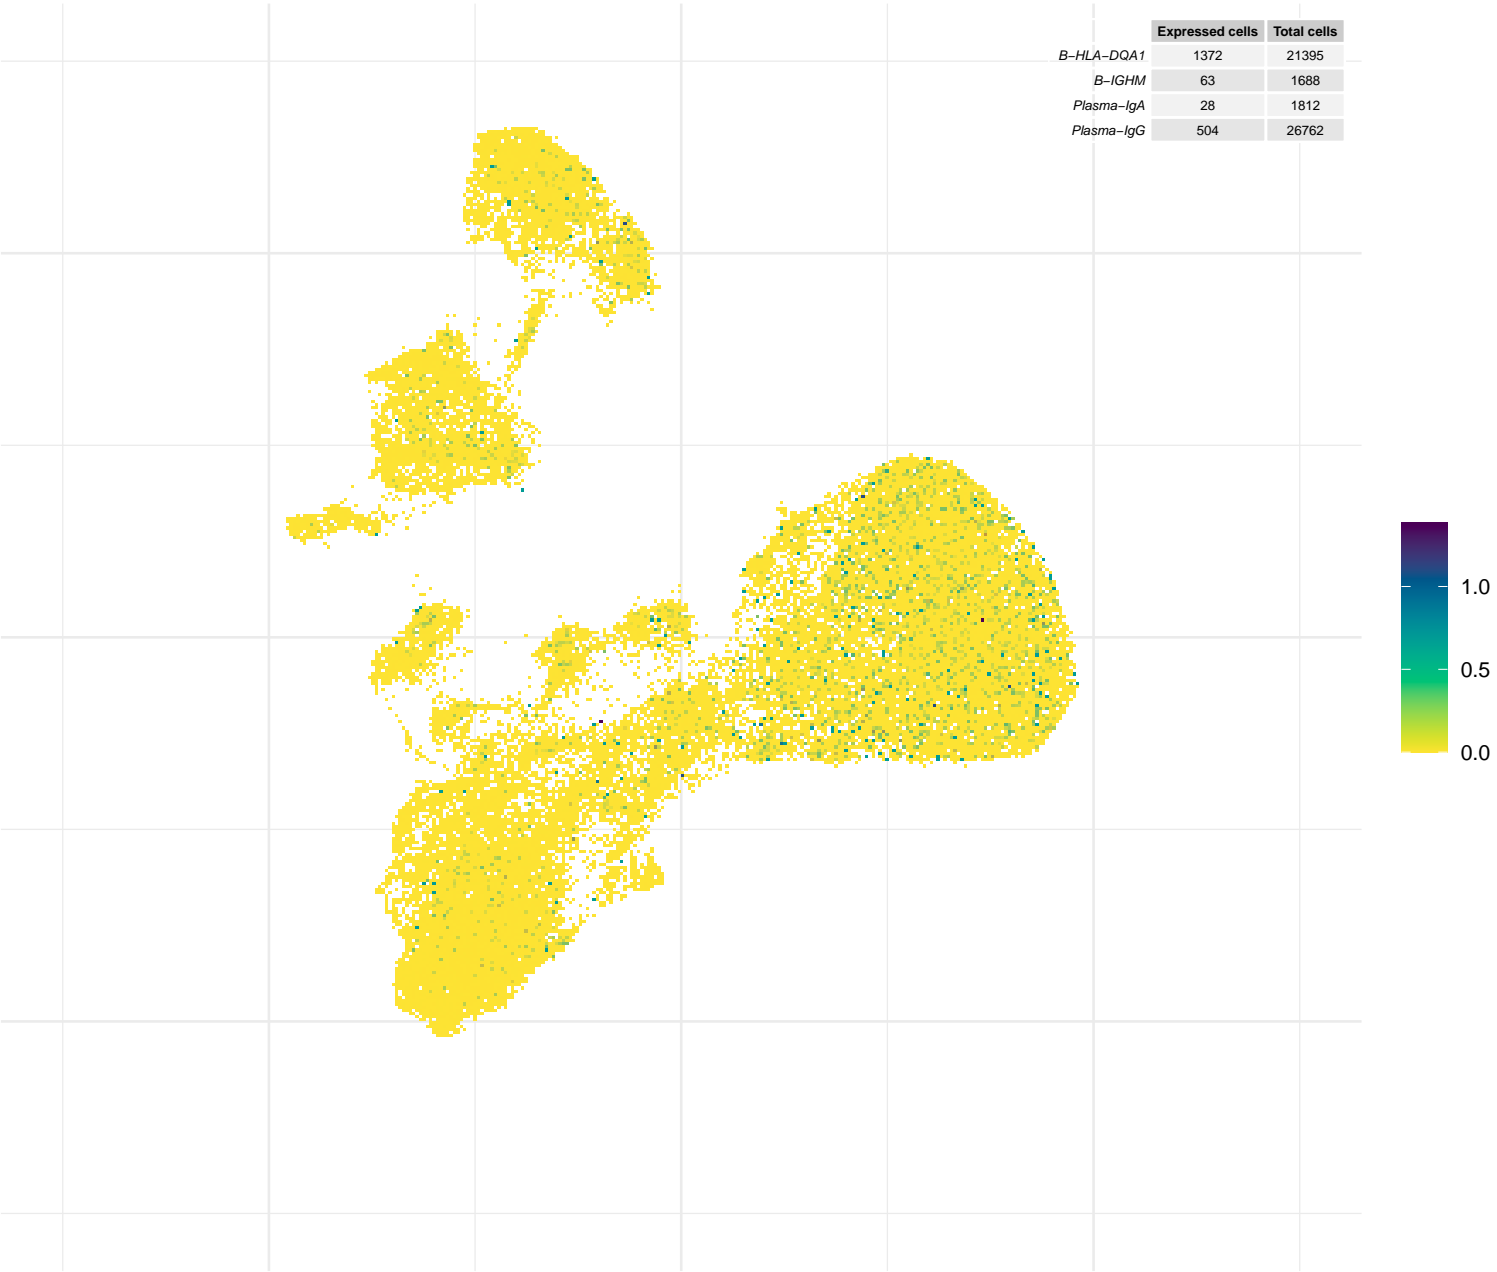 Expressed cells Total cells
B−HLA−DQA1 1372 21395
B−IGHM 63 1688
Plasma−IgA 28 1812
Plasma−IgG 504 26762
1.0
0.5
0.0